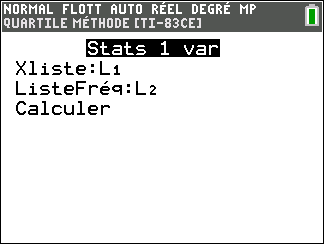 NORMAL FLOTT AUTO RÉEL DEGRÉ MP
QUARTILE MÉTHODE [TI-83CE]
Stats 1 var
Xliste:L₁
ListeFréq:L₂
Calculer